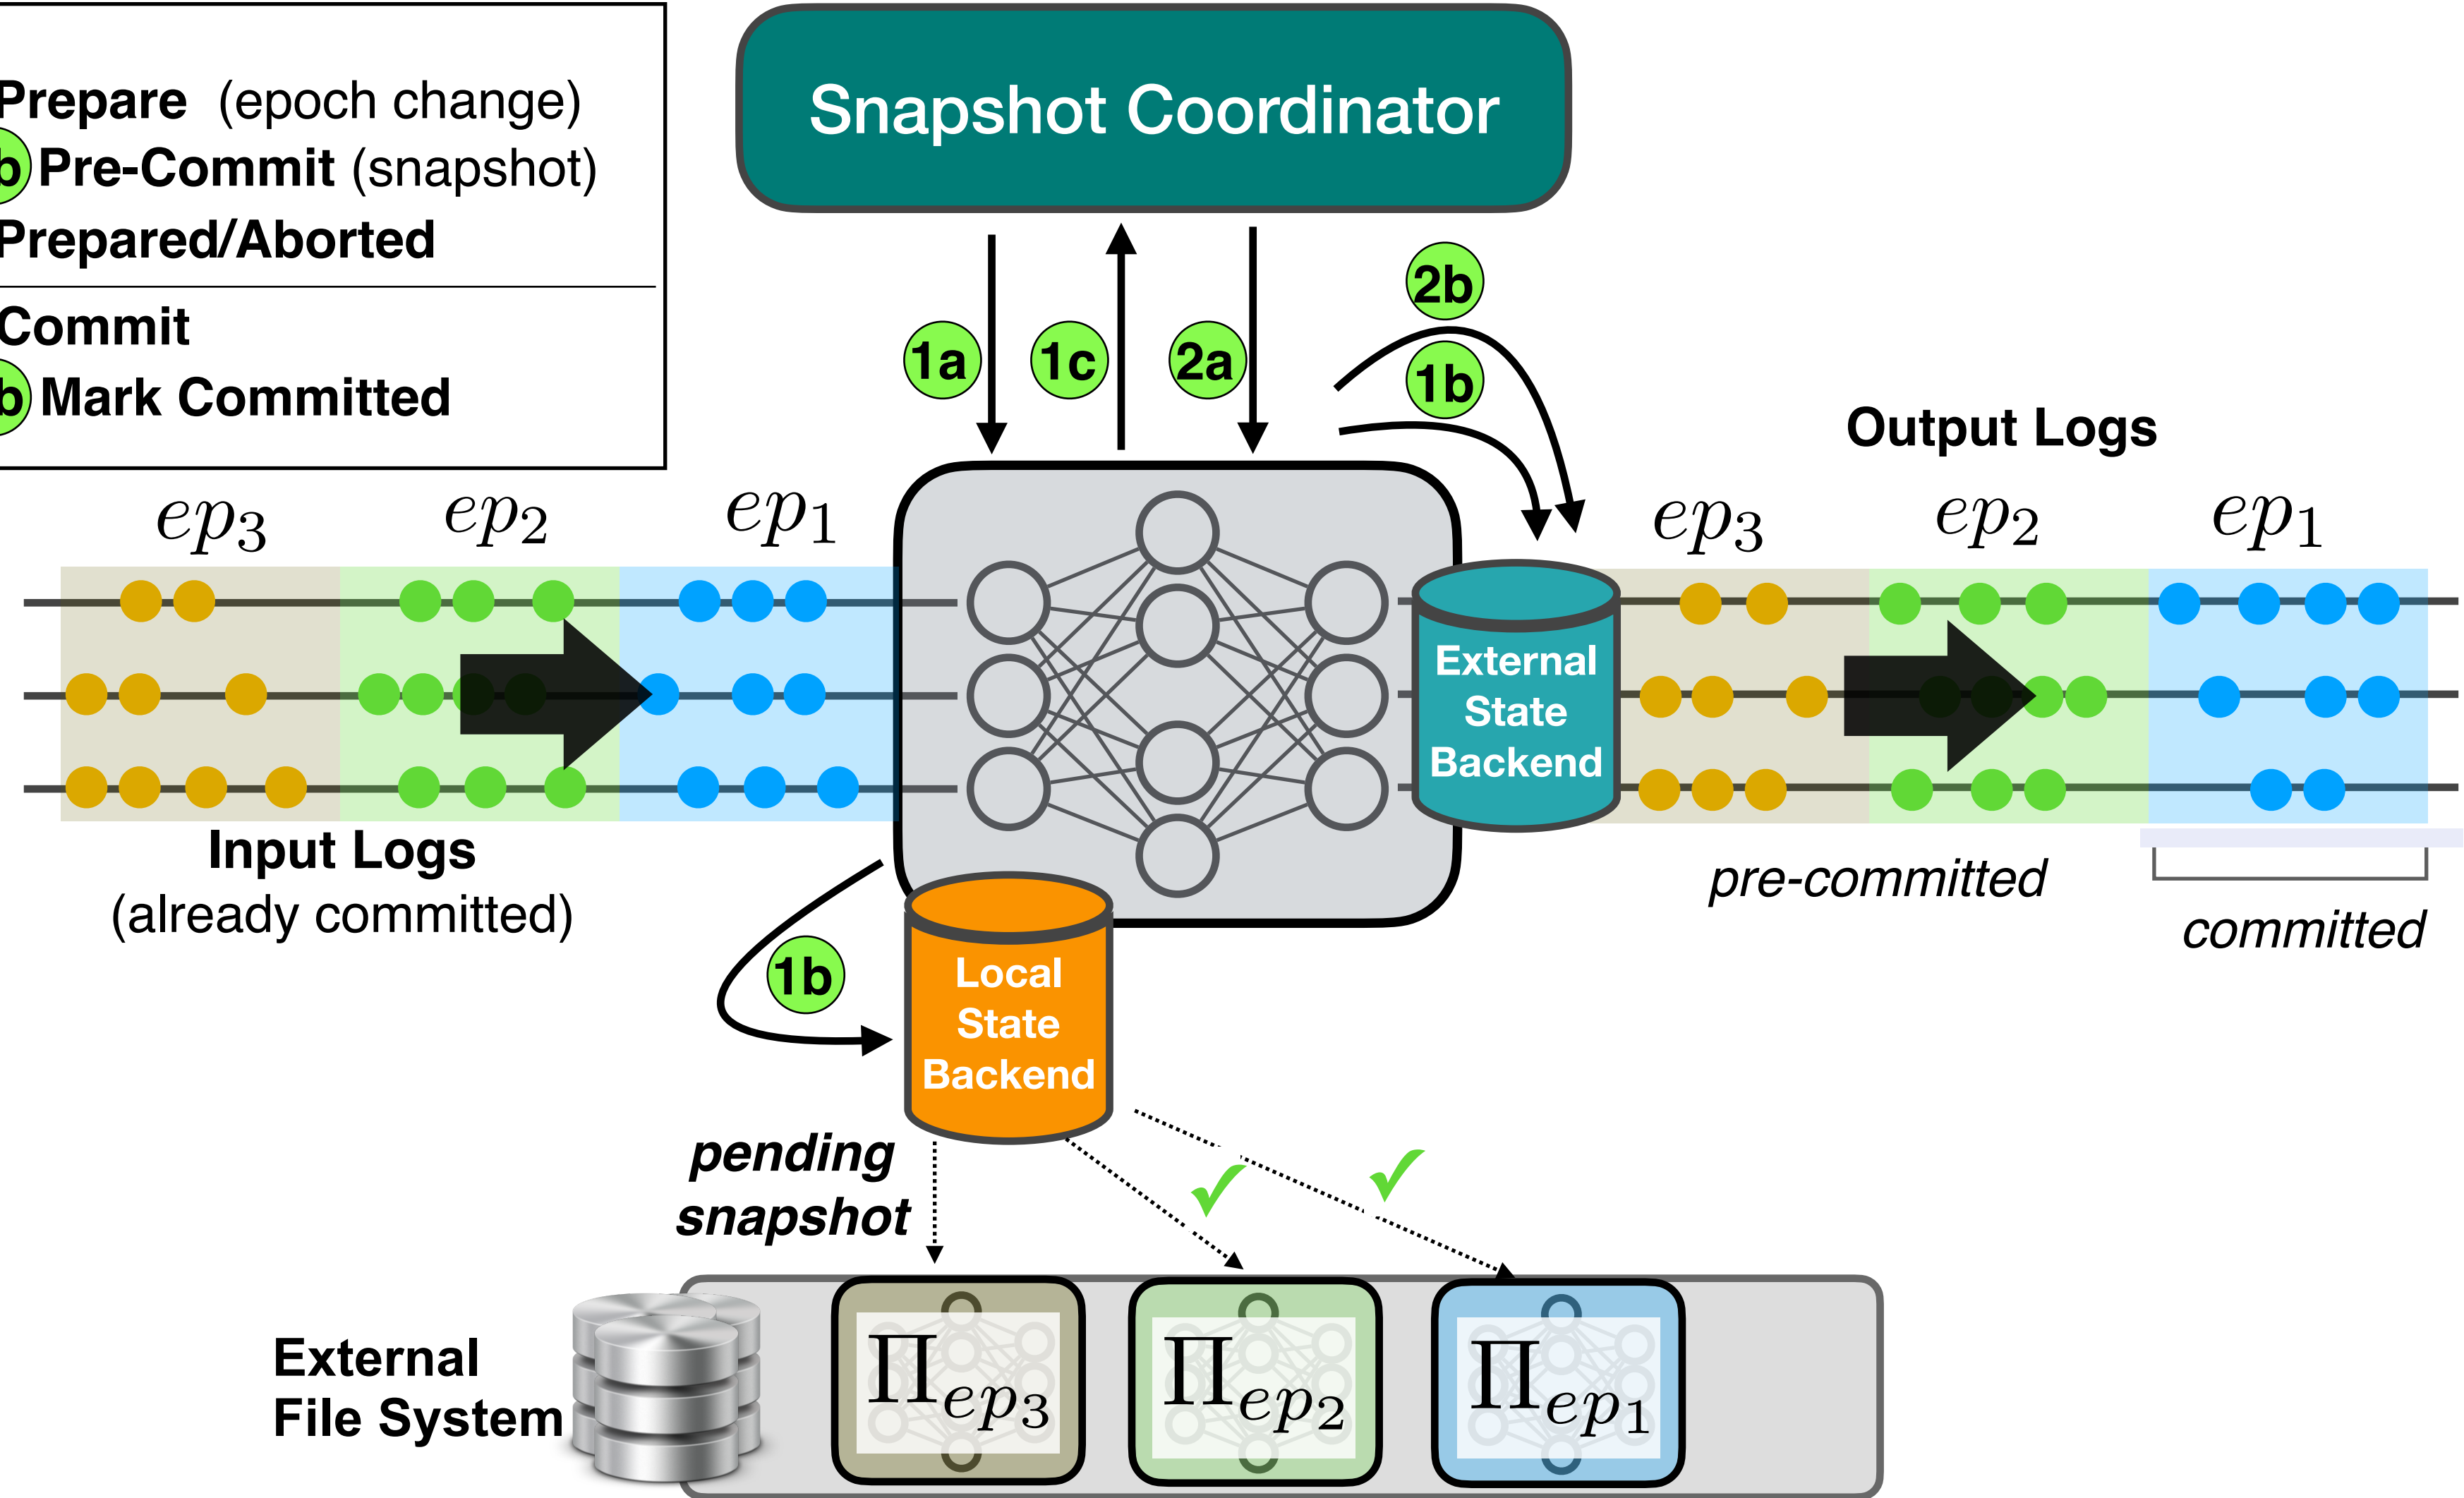 Prepare (epoch change)
b Pre-Commit (snapshot)
Prepared/Aborted
Commit
b Mark Committed
Snapshot Coordinator
1a
1c
2a
2b
1b
Output Logs
ep3
ep2
ep1
ep3
ep2
ep1
External
State
Backend
Input Logs
(already committed)
pre-committed
committed
1b
Local
State
Backend
pending
snapshot
External
File System
Πep3
Πep2
Πep1